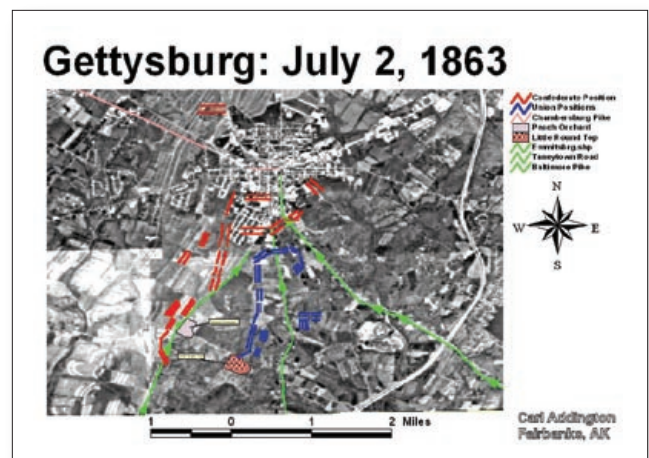 Gettysburg: July 2, 1863
Confederate Position
Union Positions
Chambersburg Pike
Peach Orchard
Little Round Top
Emmitsburg.shp
Taneytown Road
Baltimore Pike
N
W E
S
1 0 1 2 Miles
Carl Addington
Fairbanks, AK